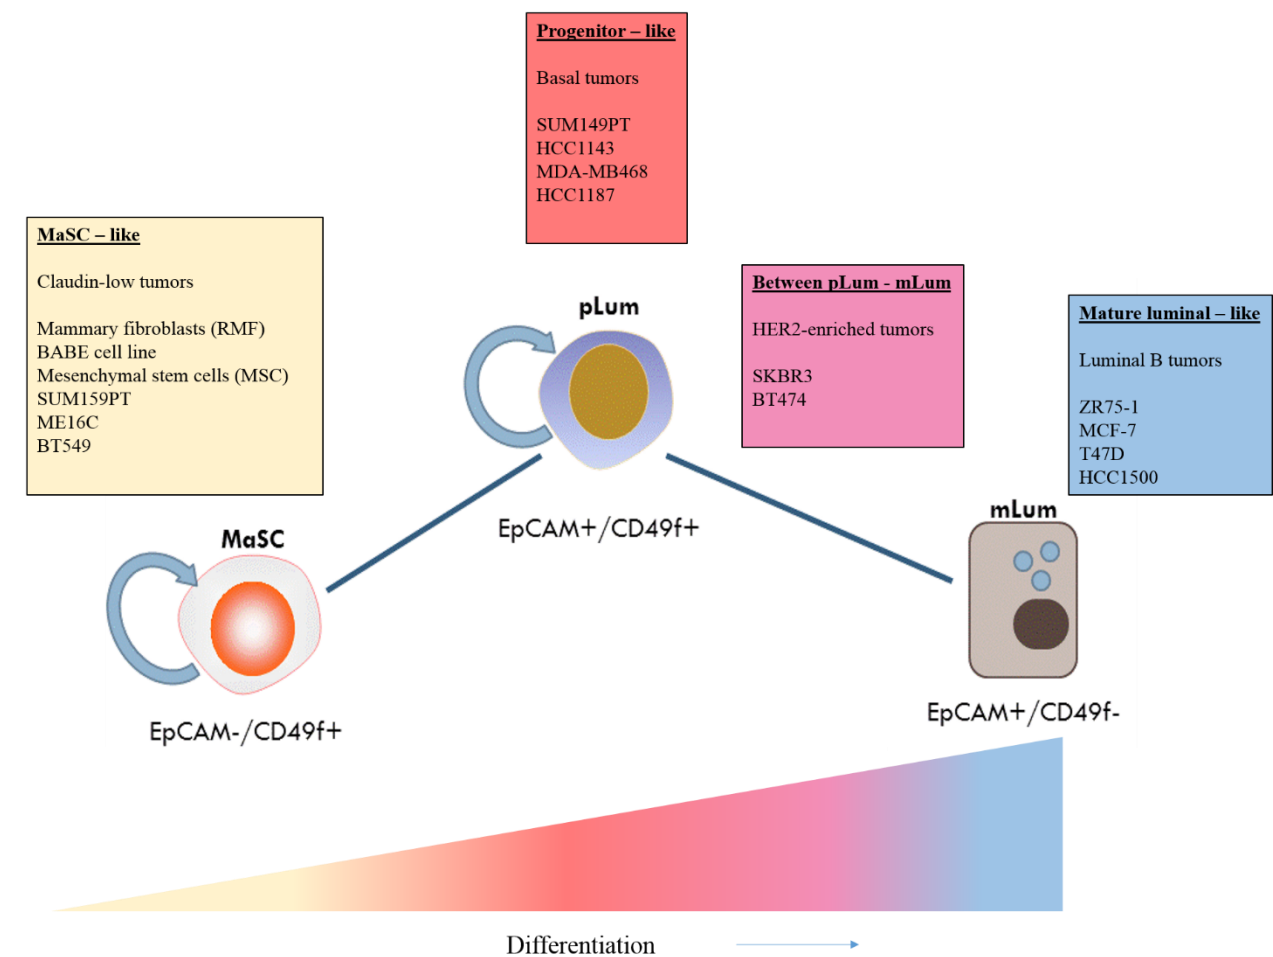 Progenitor – like
Basal tumors
SUM149PT
HCC1143
MDA-MB468
HCC1187
MaSC – like
Claudin-low tumors
Mammary fibroblasts (RMF)
BABE cell line
Mesenchymal stem cells (MSC)
SUM159PT
ME16C
BT549
Between pLum - mLum
HER2-enriched tumors
SKBR3
BT474
Mature luminal – like
Luminal B tumors
ZR75-1
MCF-7
T47D
HCC1500
pLum
EpCAM+/CD49f+
MaSC
EpCAM-/CD49f+
mLum
EpCAM+/CD49f-
Differentiation